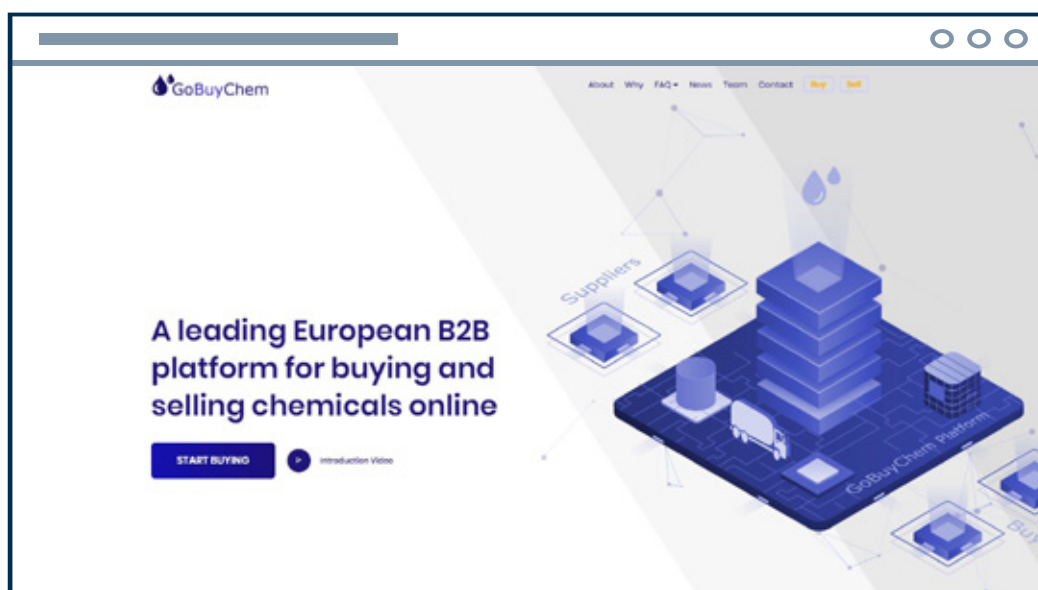 GoBuyChem
About Why FAQ News Team Contact Buy Sell
Suppliers
A leading European B2B
platform for buying and
selling chemicals online
START BUYING Introduction Video
GoBuyChem Platform
Buy